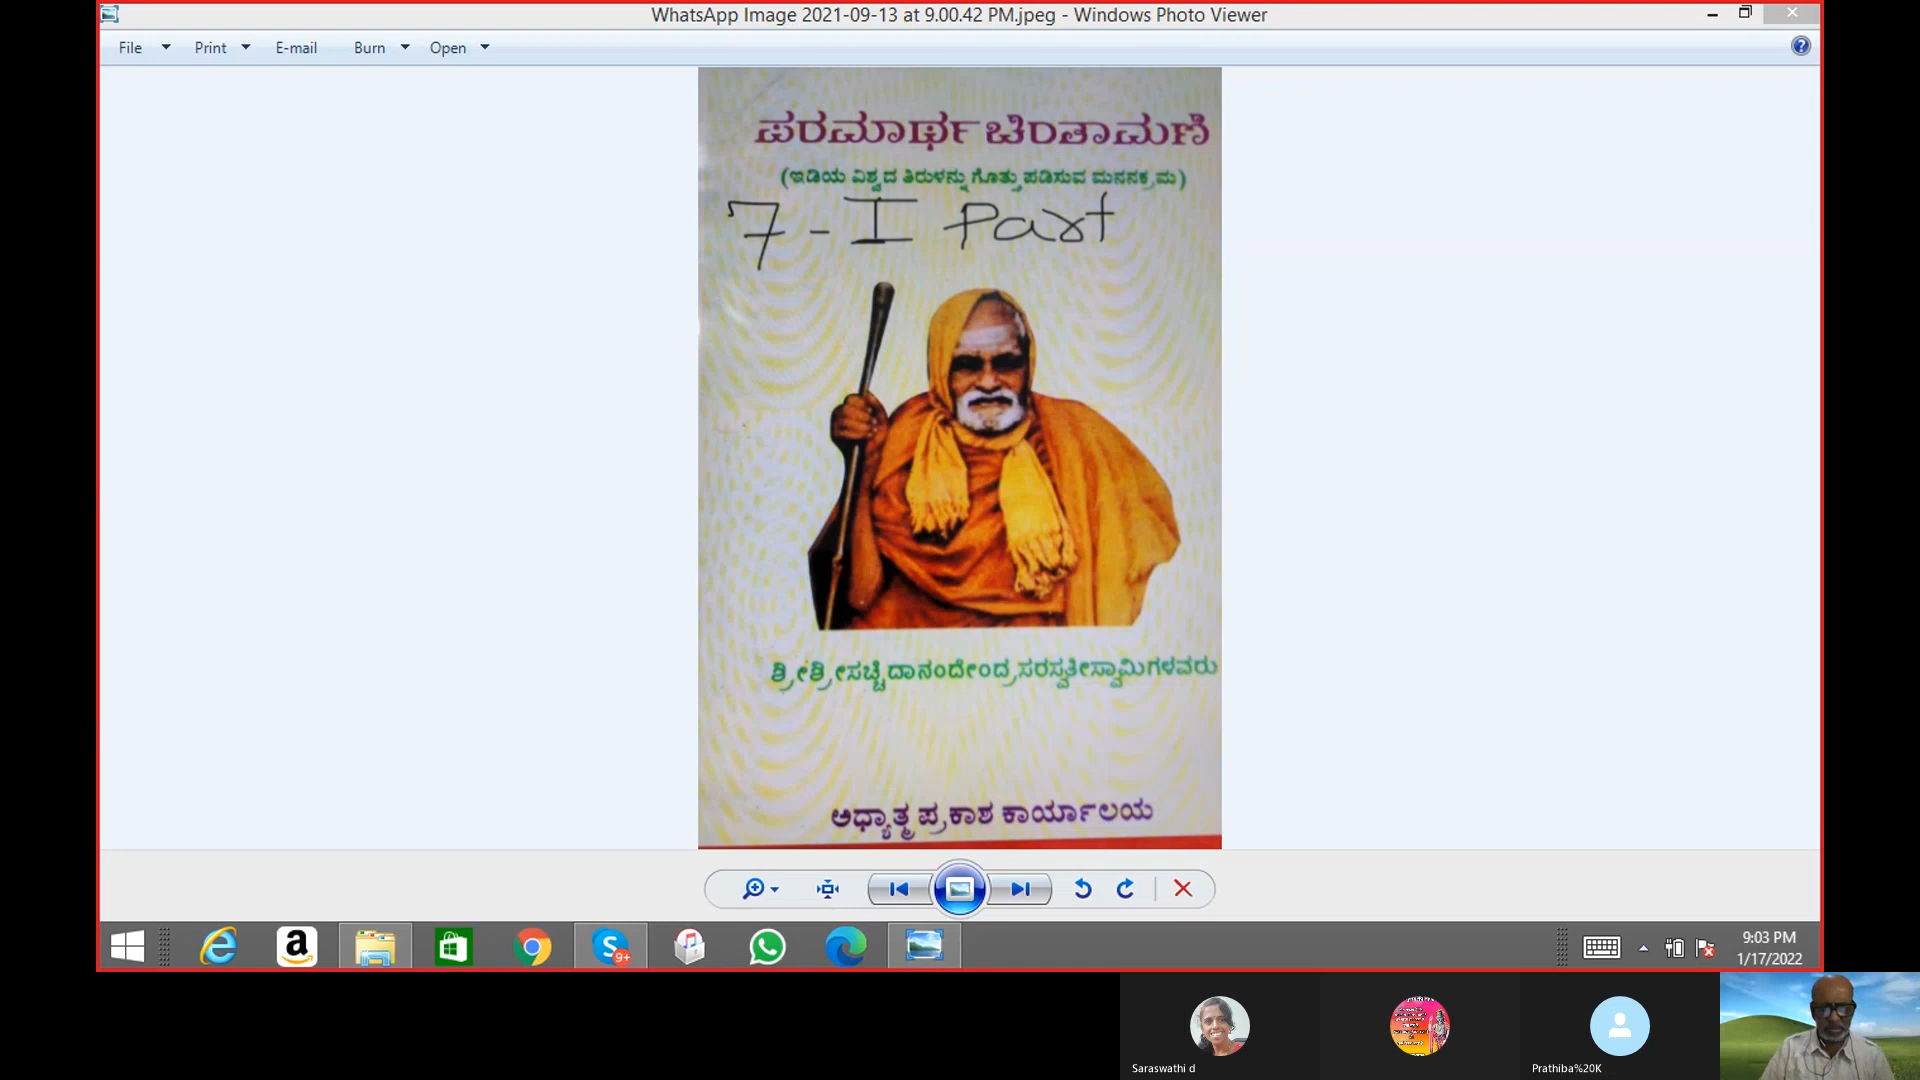 WhatsApp Image 2021-09-13 at 9.00.42 PM.jpeg - Windows Photo Viewer
File Print E-mail Burn Open
ಪರಮಾರ್ಥ ಚಿಂತಾಮಣಿ
(ಇಡಿಯ ವಿಶ್ವದ ತಿರುಳನ್ನು ಗೊತ್ತುಪಡಿಸುವ ಮನನಕ್ರಮ)
7 - I Part
ಶ್ರೀಶ್ರೀಸಚ್ಚಿದಾನಂದೇಂದ್ರಸರಸ್ವತೀಸ್ವಾಮಿಗಳವರು
ಅಧ್ಯಾತ್ಮ ಪ್ರಕಾಶ ಕಾರ್ಯಾಲಯ
9+
9:03 PM
1/17/2022
Saraswathi d
Prathiba%20K